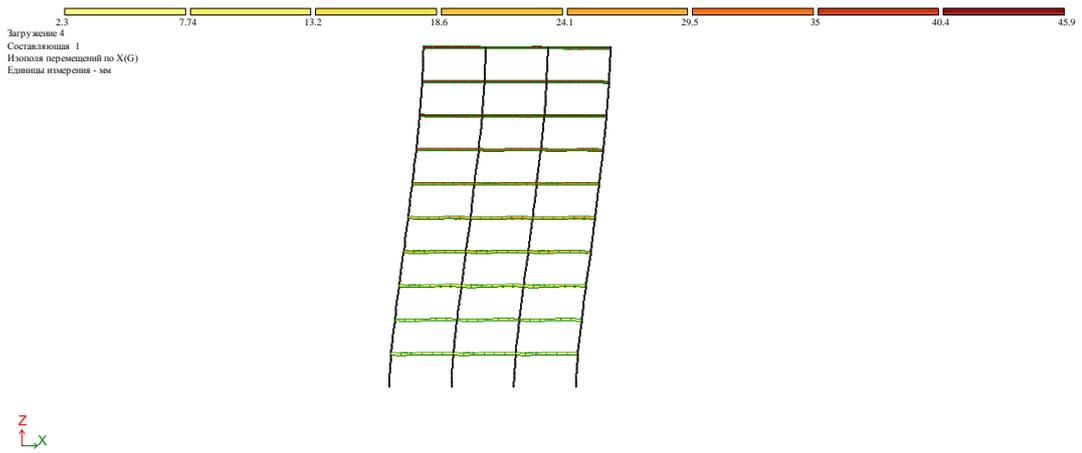 2.3 7.74 13.2 18.6 24.1 29.5 35 40.4 45.9
Загружение 4
Составляющая 1
Изополя перемещений по X(G)
Единицы измерения - мм
Z
X